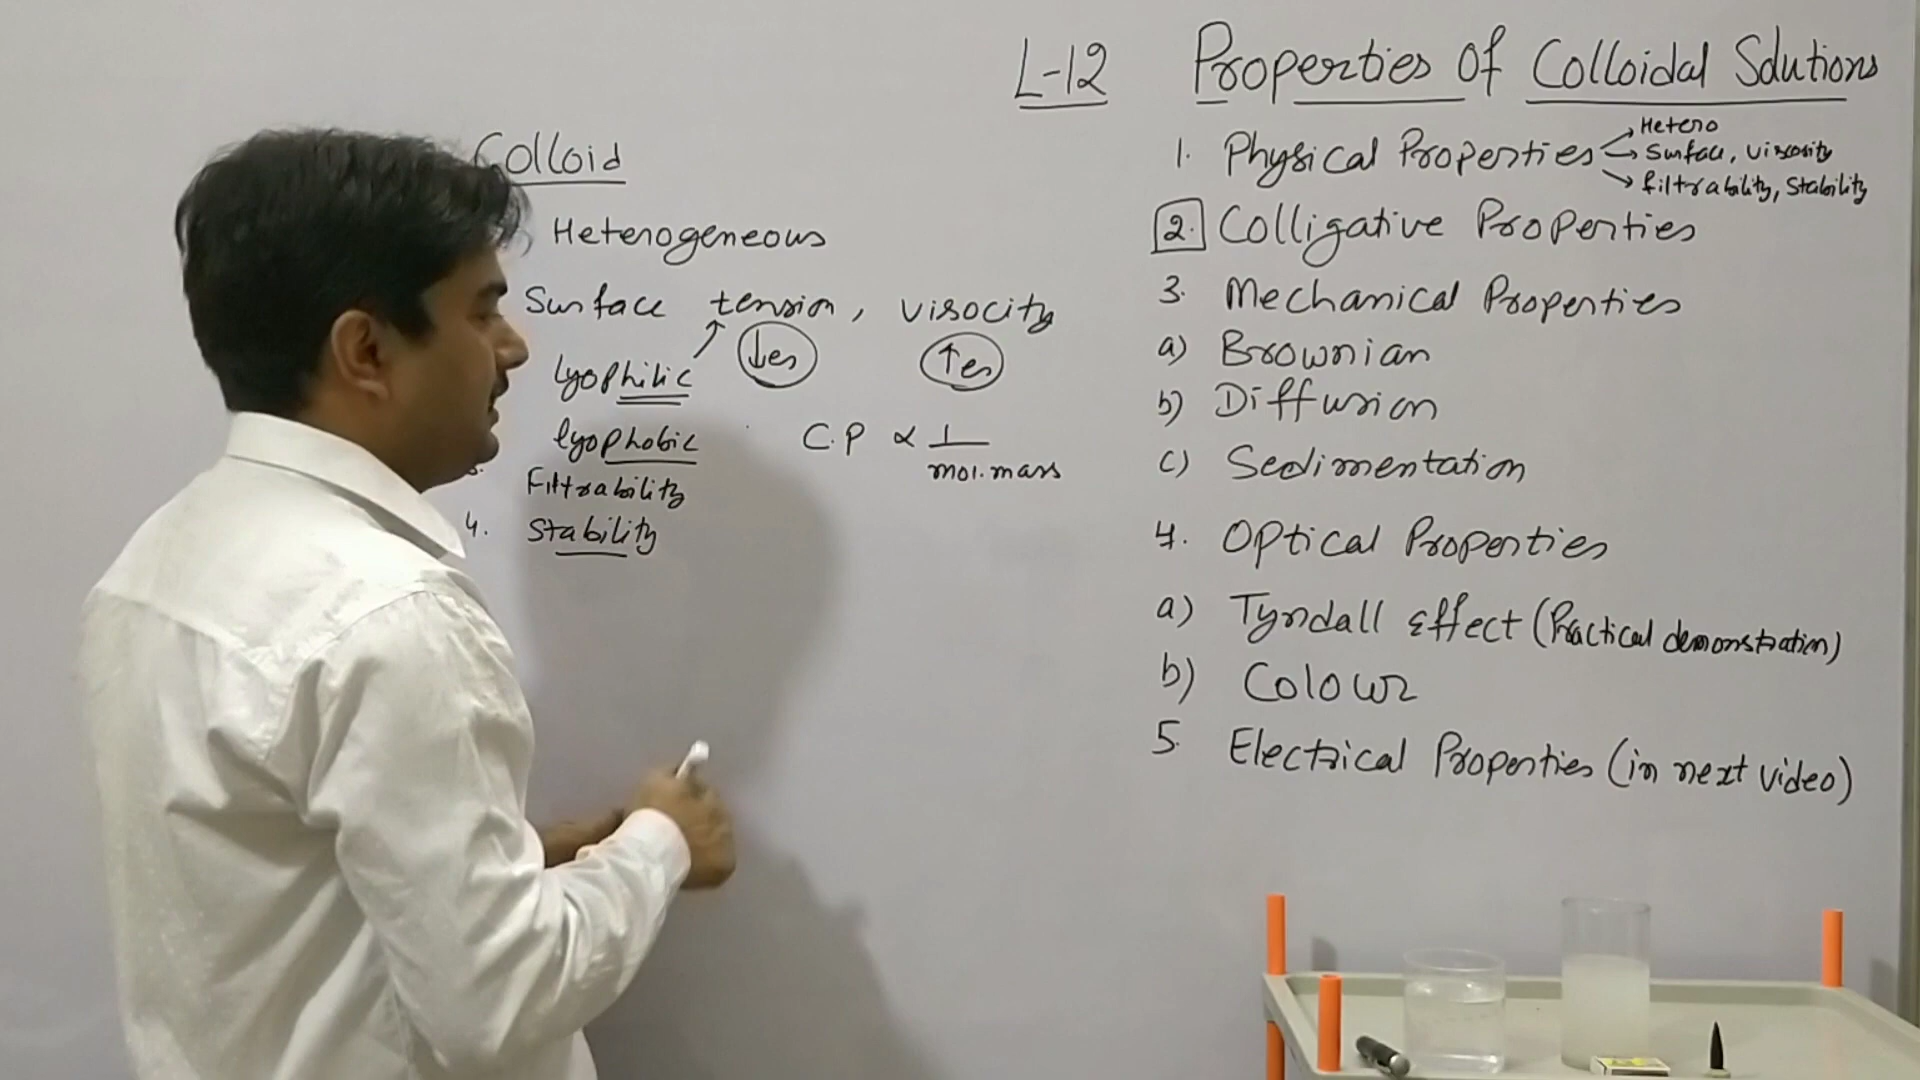 L-12 Properties Of Colloidal Solutions
1. Physical Properties
→ Hetero
→ Surface, Viscosity
→ filtrability, Stability
2. Colligative Properties
3. Mechanical Properties
a) Brownian
b) Diffusion
c) Sedimentation
4. Optical Properties
a) Tyndall Effect (Practical demonstration)
b) Colour
5. Electrical Properties (in next video)
Colloid
Heterogeneous
Surface tension, visocity
↓es ↑es
lyophilic
lyophobic
C.P ∝ 1/mol.mass
3. Filtrability
4. Stability